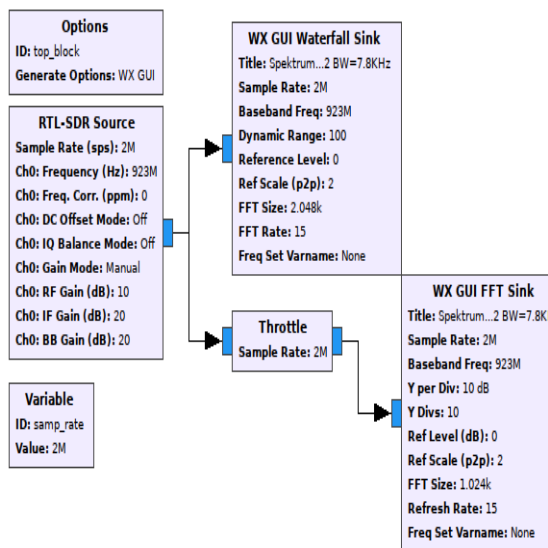 Options
ID: top_block
Generate Options: WX GUI
RTL-SDR Source
Sample Rate (sps): 2M
Ch0: Frequency (Hz): 923M
Ch0: Freq. Corr. (ppm): 0
Ch0: DC Offset Mode: Off
Ch0: IQ Balance Mode: Off
Ch0: Gain Mode: Manual
Ch0: RF Gain (dB): 10
Ch0: IF Gain (dB): 20
Ch0: BB Gain (dB): 20
Variable
ID: samp_rate
Value: 2M
WX GUI Waterfall Sink
Title: Spektrum...2 BW=7.8KHz
Sample Rate: 2M
Baseband Freq: 923M
Dynamic Range: 100
Reference Level: 0
Ref Scale (p2p): 2
FFT Size: 2.048k
FFT Rate: 15
Freq Set Varname: None
Throttle
Sample Rate: 2M
WX GUI FFT Sink
Title: Spektrum...2 BW=7.8K
Sample Rate: 2M
Baseband Freq: 923M
Y per Div: 10 dB
Y Divs: 10
Ref Level (dB): 0
Ref Scale (p2p): 2
FFT Size: 1.024k
Refresh Rate: 15
Freq Set Varname: None